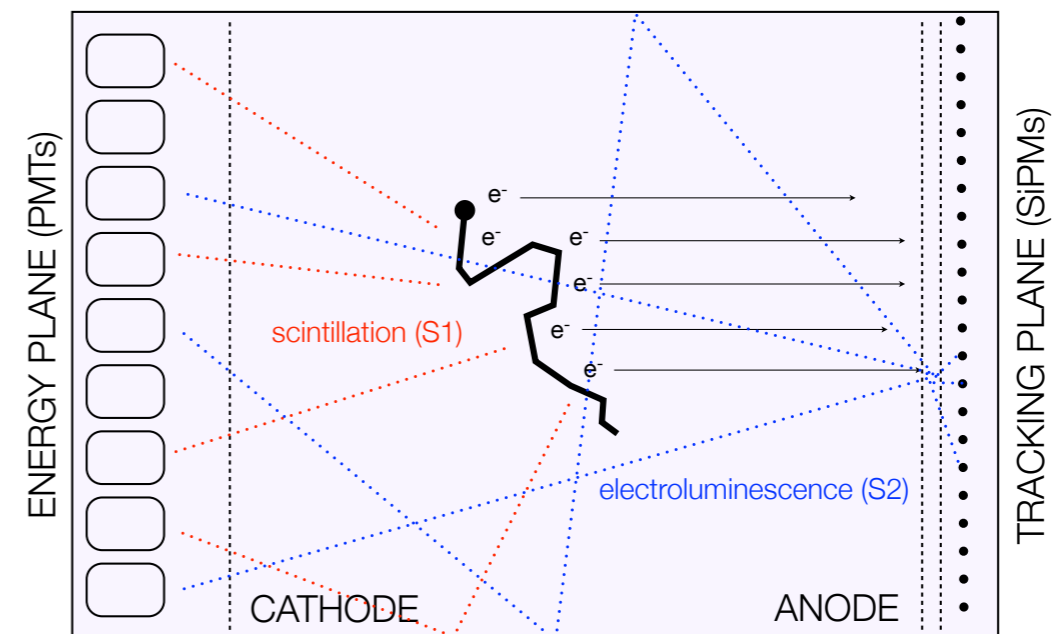 ENERGY PLANE (PMTs)
e-
e-
e-
e-
scintillation (S1)
e-
e-
electroluminescence (S2)
CATHODE
ANODE
TRACKING PLANE (SiPMs)